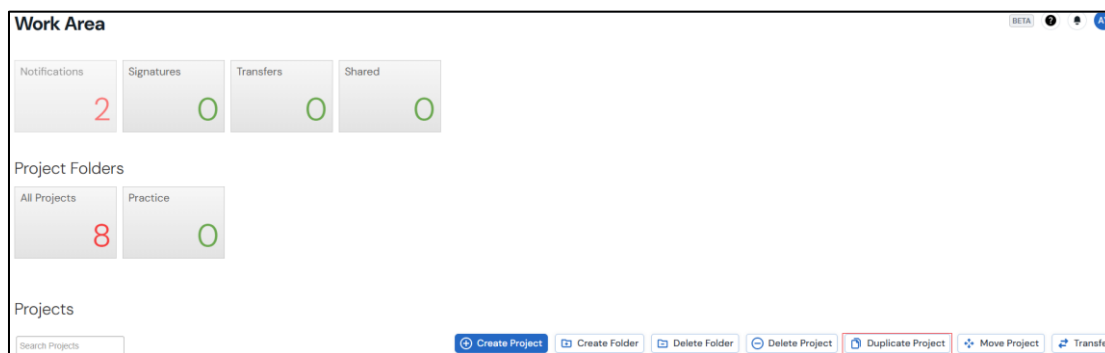 Work Area
BETA ?
Notifications Signatures Transfers Shared
2 0 0 0
Project Folders
All Projects Practice
8 0
Projects
Search Projects
Create Project Create Folder Delete Folder Delete Project Duplicate Project Move Project